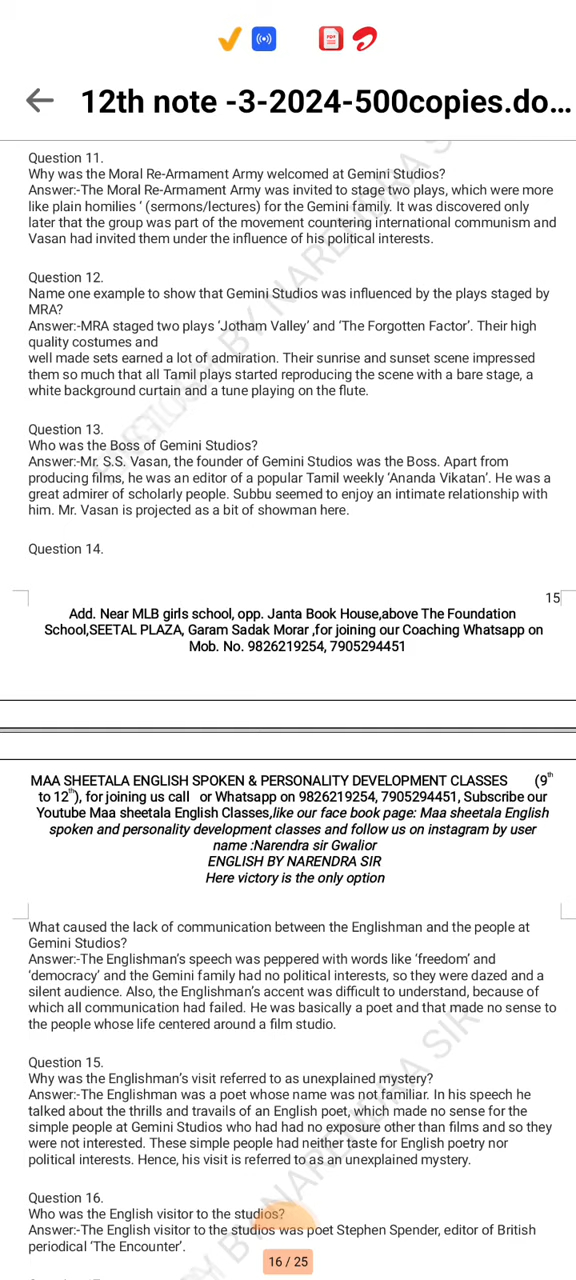 12th note -3-2024-500copies.do...
Question 11.
Why was the Moral Re-Armament Army welcomed at Gemini Studios?
Answer:-The Moral Re-Armament Army was invited to stage two plays, which were more
like plain homilies ‘ (sermons/lectures) for the Gemini family. It was discovered only
later that the group was part of the movement countering international communism and
Vasan had invited them under the influence of his political interests.
Question 12.
Name one example to show that Gemini Studios was influenced by the plays staged by
MRA?
Answer:-MRA staged two plays ‘Jotham Valley’ and ‘The Forgotten Factor’. Their high
quality costumes and
well made sets earned a lot of admiration. Their sunrise and sunset scene impressed
them so much that all Tamil plays started reproducing the scene with a bare stage, a
white background curtain and a tune playing on the flute.
Question 13.
Who was the Boss of Gemini Studios?
Answer:-Mr. S.S. Vasan, the founder of Gemini Studios was the Boss. Apart from
producing films, he was an editor of a popular Tamil weekly ‘Ananda Vikatan’. He was a
great admirer of scholarly people. Subbu seemed to enjoy an intimate relationship with
him. Mr. Vasan is projected as a bit of showman here.
Question 14.
15
Add. Near MLB girls school, opp. Janta Book House,above The Foundation
School,SEETAL PLAZA, Garam Sadak Morar ,for joining our Coaching Whatsapp on
Mob. No. 9826219254, 7905294451
MAA SHEETALA ENGLISH SPOKEN & PERSONALITY DEVELOPMENT CLASSES (9th
to 12th), for joining us call or Whatsapp on 9826219254, 7905294451, Subscribe our
Youtube Maa sheetala English Classes,like our face book page: Maa sheetala English
spoken and personality development classes and follow us on instagram by user
name :Narendra sir Gwalior
ENGLISH BY NARENDRA SIR
Here victory is the only option
What caused the lack of communication between the Englishman and the people at
Gemini Studios?
Answer:-The Englishman’s speech was peppered with words like ‘freedom’ and
‘democracy’ and the Gemini family had no political interests, so they were dazed and a
silent audience. Also, the Englishman’s accent was difficult to understand, because of
which all communication had failed. He was basically a poet and that made no sense to
the people whose life centered around a film studio.
Question 15.
Why was the Englishman’s visit referred to as unexplained mystery?
Answer:-The Englishman was a poet whose name was not familiar. In his speech he
talked about the thrills and travails of an English poet, which made no sense for the
simple people at Gemini Studios who had had no exposure other than films and so they
were not interested. These simple people had neither taste for English poetry nor
political interests. Hence, his visit is referred to as an unexplained mystery.
Question 16.
Who was the English visitor to the studios?
Answer:-The English visitor to the studios was poet Stephen Spender, editor of British
periodical ‘The Encounter’.
16 / 25